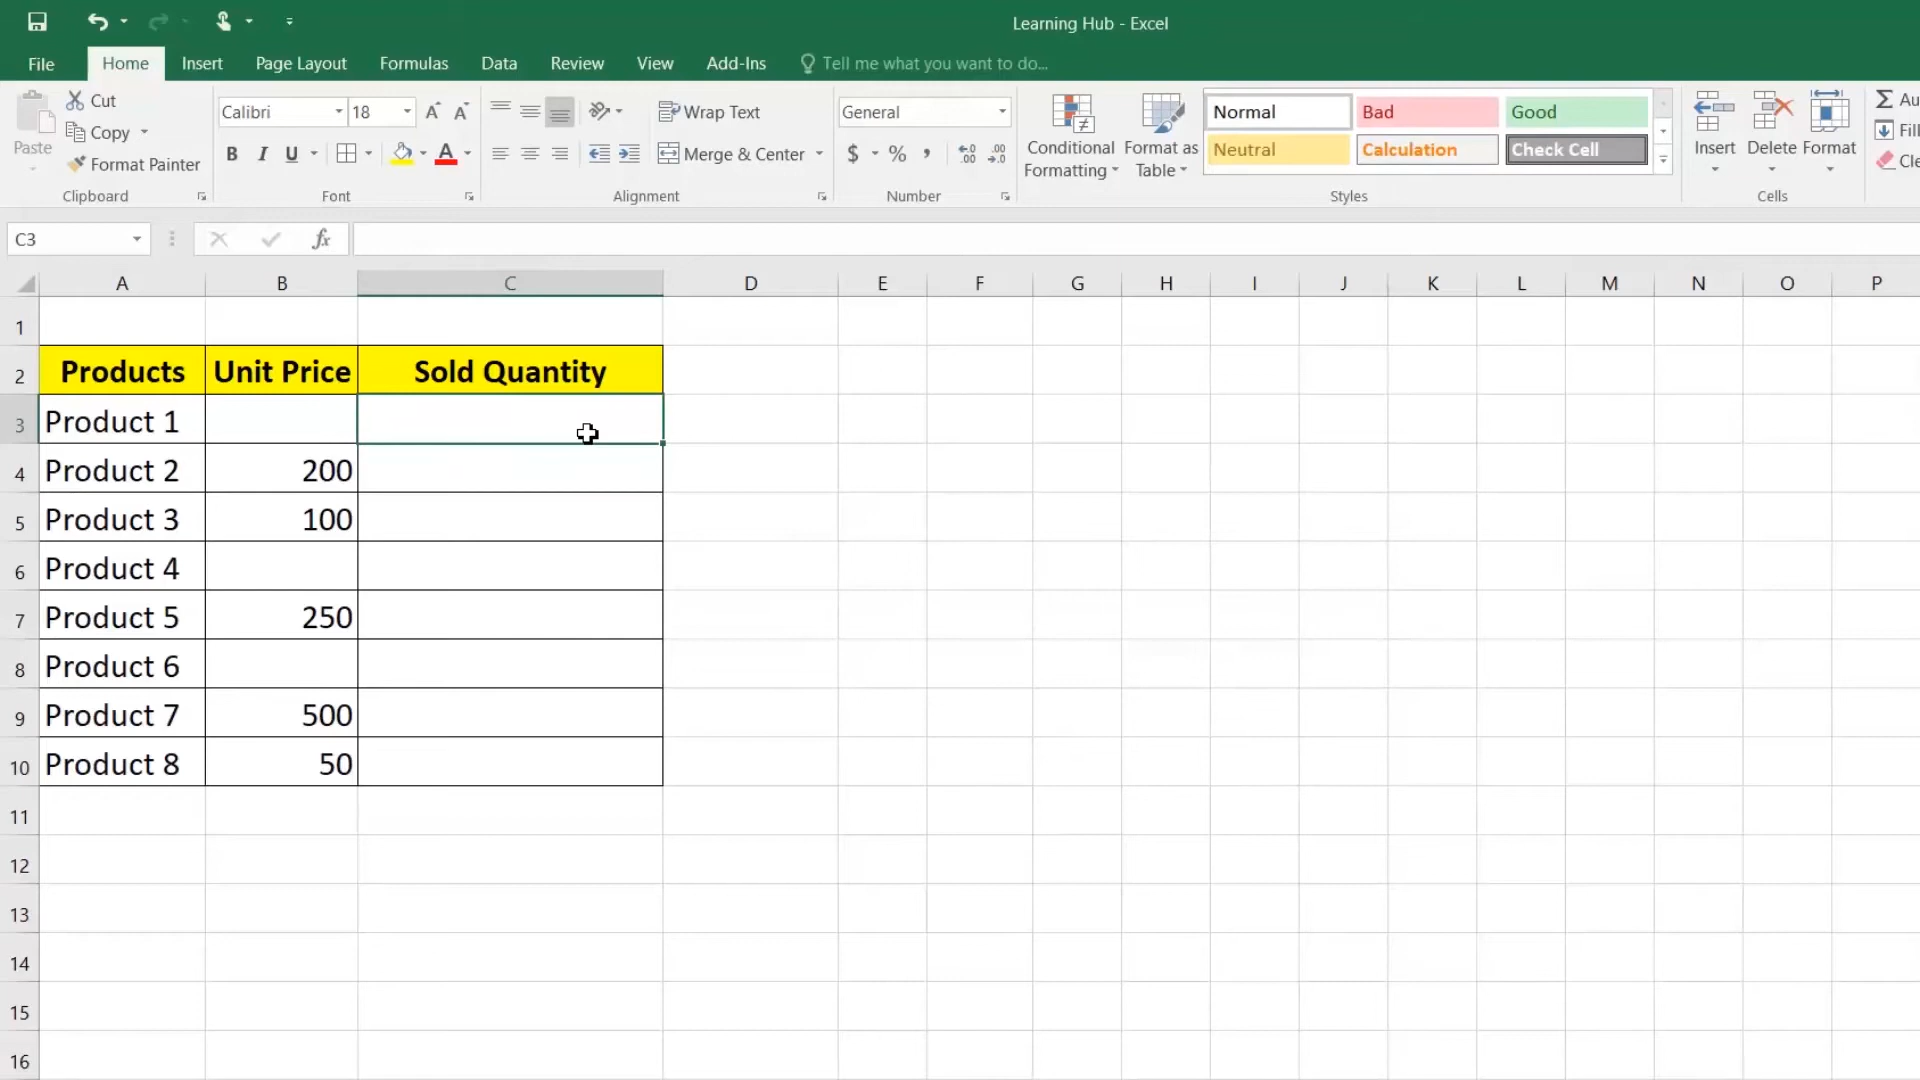 Learning Hub - Excel
File Home Insert Page Layout Formulas Data Review View Add-Ins Tell me what you want to do...
Paste
Cut
Copy
Format Painter
Clipboard
Calibri 18 A A
B I U A
Font
Wrap Text
Merge & Center
Alignment
General
$ % , .00
Number
Conditional Formatting
Format as Table
Normal Bad Good
Neutral Calculation Check Cell
Styles
Insert Delete Format
Cells
Σ Au
Fill
Cle
C3 fx
A B C D E F G H I J K L M N O P
1
2 Products Unit Price Sold Quantity
3 Product 1
4 Product 2 200
5 Product 3 100
6 Product 4
7 Product 5 250
8 Product 6
9 Product 7 500
10 Product 8 50
11
12
13
14
15
16